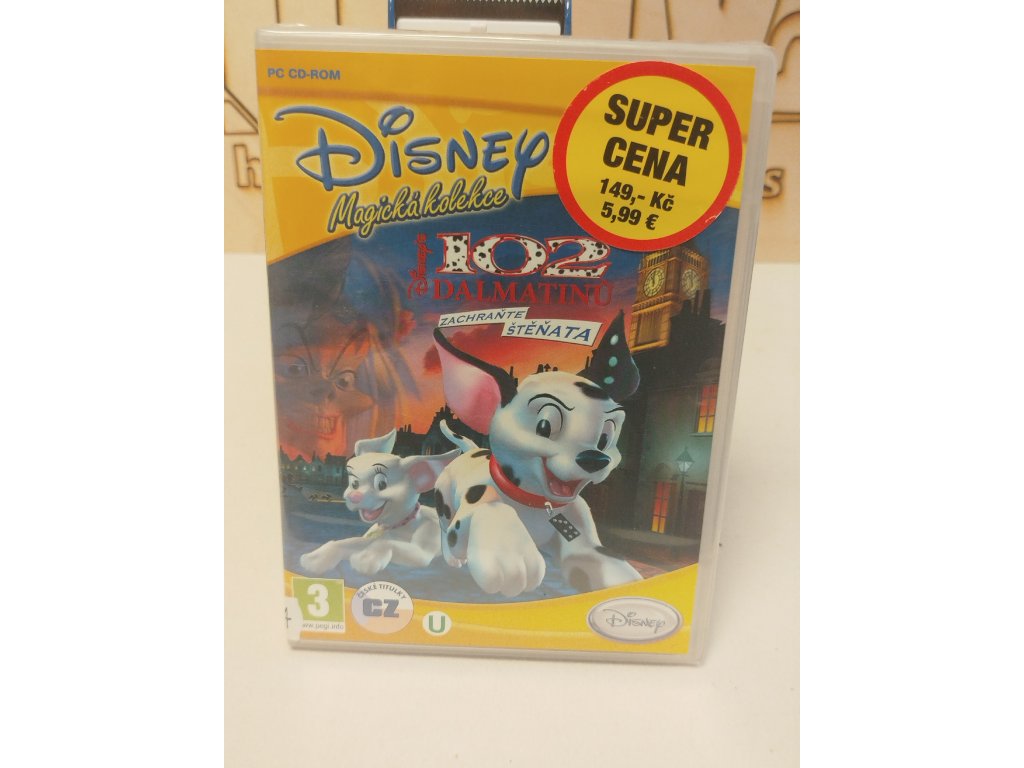 PC CD-ROM
DISNEY
Magická kolekce
SUPER
CENA
149,- Kč
5,99 €
Disney's
102
DALMATINŮ
ZACHRAŇTE
ŠTĚŇATA
3
www.pegi.info
ČESKÉ TITULKY
CZ
U
DISNEY